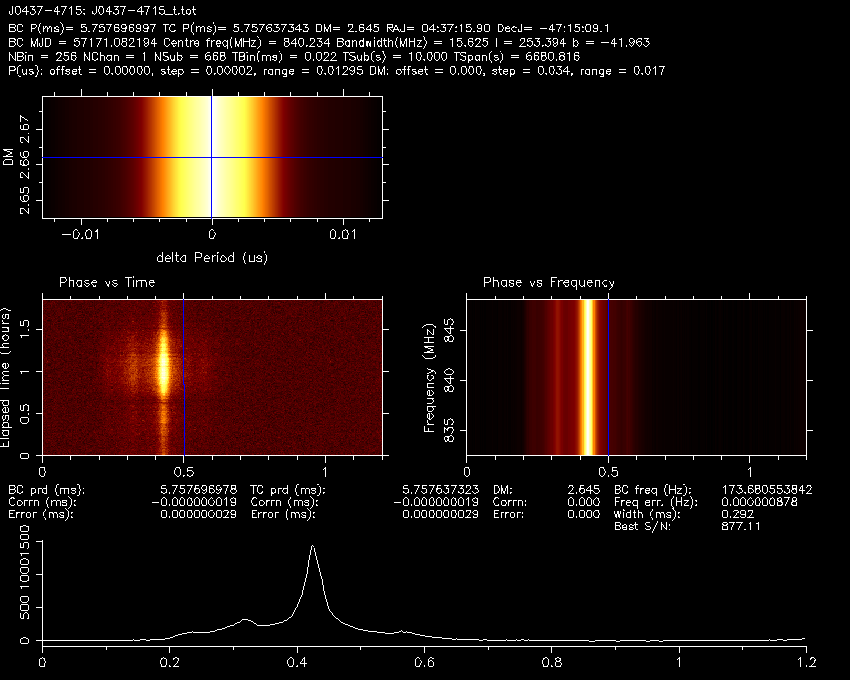 J0437-4715: J0437-4715_t.tot
BC P(ms)= 5.757696997 TC P(ms)= 5.757637343 DM= 2.645 RAJ= 04:37:15.90 DecJ= -47:15:09.1
BC MJD = 57171.082194 Centre freq(MHz) = 840.234 Bandwidth(MHz) = 15.625 l = 253.394 b = -41.963
NBin = 256 NChan = 1 NSub = 668 TBin(ms) = 0.022 TSub(s) = 10.000 TSpan(s) = 6680.816
P(us): offset = 0.00000, step = 0.00002, range = 0.01295 DM: offset = 0.000, step = 0.034, range = 0.017
DM
2.67
2.66
2.65
-0.01 0 0.01
delta Period (us)
Phase vs Time
Elapsed Time (hours)
1.5
1
0.5
0
0 0.5 1
Phase vs Frequency
Frequency (MHz)
845
840
835
0 0.5 1
BC prd (ms): 5.757696978 TC prd (ms): 5.757637323 DM: 2.645 BC freq (Hz): 173.680553842
Corrn (ms): -0.000000019 Corrn (ms): -0.000000019 Corrn: 0.000 Freq err. (Hz): 0.000000878
Error (ms): 0.000000029 Error (ms): 0.000000029 Error: 0.000 Width (ms): 0.292
Best S/N: 877.11
1500
1000
500
0
0 0.2 0.4 0.6 0.8 1 1.2